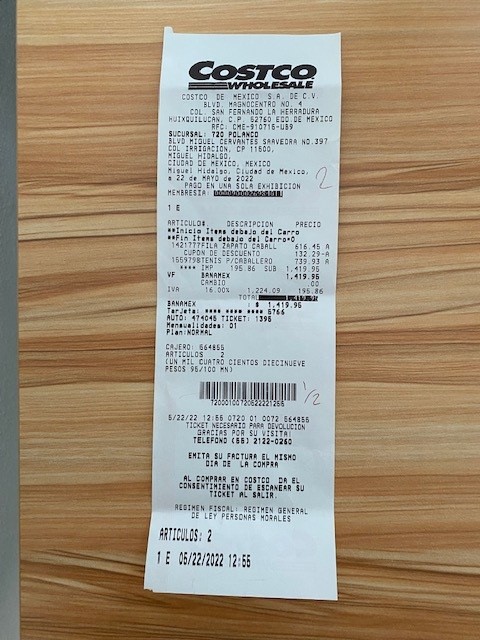 COSTCO
WHOLESALE
COSTCO DE MEXICO S.A. DE C.V.
BLVD. MAGNOCENTRO NO. 4
COL. SAN FERNANDO LA HERRADURA
HUIXQUILUCAN, C.P. 52760 EDO.DE MEXICO
RFC: CME-910715-UB9
SUCURSAL: 720 POLANCO
BLVD MIGUEL CERVANTES SAAVEDRA NO.397
COL IRRIGACION, CP 11500,
MIGUEL HIDALGO,
CIUDAD DE MEXICO, MEXICO
Miguel Hidalgo, Ciudad de Mexico,
a 22 de MAYO de 2022
2
PAGO EN UNA SOLA EXHIBICION
MEMBRESIA:
1 E
ARTICULO#. DESCRIPCION PRECIO
**Inicio Items debajo del Carro
**Fin Items debajo del Carro*0
1421777FILA ZAPATO CABALL 616.45 A
CUPON DE DESCUENTO 132.29-A
1559798TENIS P/CABALLERO 739.93 A
**** IMP 195.86 SUB 1,419.95
VF BANAMEX 1,419.95
CAMBIO .00
IVA 16.00% 1,224.09 195.86
TOTAL 1,419.95
BANAMEX : $ 1,419.95
Tarjeta: **** **** **** 5766
AUTO: 474045 TICKET: 1395
Mensualidades: 01
Plan:NORMAL
CAJERO: 564855
ARTICULOS 2
(UN MIL CUATRO CIENTOS DIECINUEVE
PESOS 95/100 MN)
1/2
72000100720522221255
5/22/22 12:55 0720 01 0072 564855
TICKET NECESARIO PARA DEVOLUCION
GRACIAS POR SU VISITA!
TELEFONO (55) 2122-0260
EMITA SU FACTURA EL MISMO
DIA DE LA COMPRA
AL COMPRAR EN COSTCO DA EL
CONSENTIMIENTO DE ESCANEAR SU
TICKET AL SALIR.
REGIMEN FISCAL: REGIMEN GENERAL
DE LEY PERSONAS MORALES
ARTICULOS: 2
1 E 05/22/2022 12:55